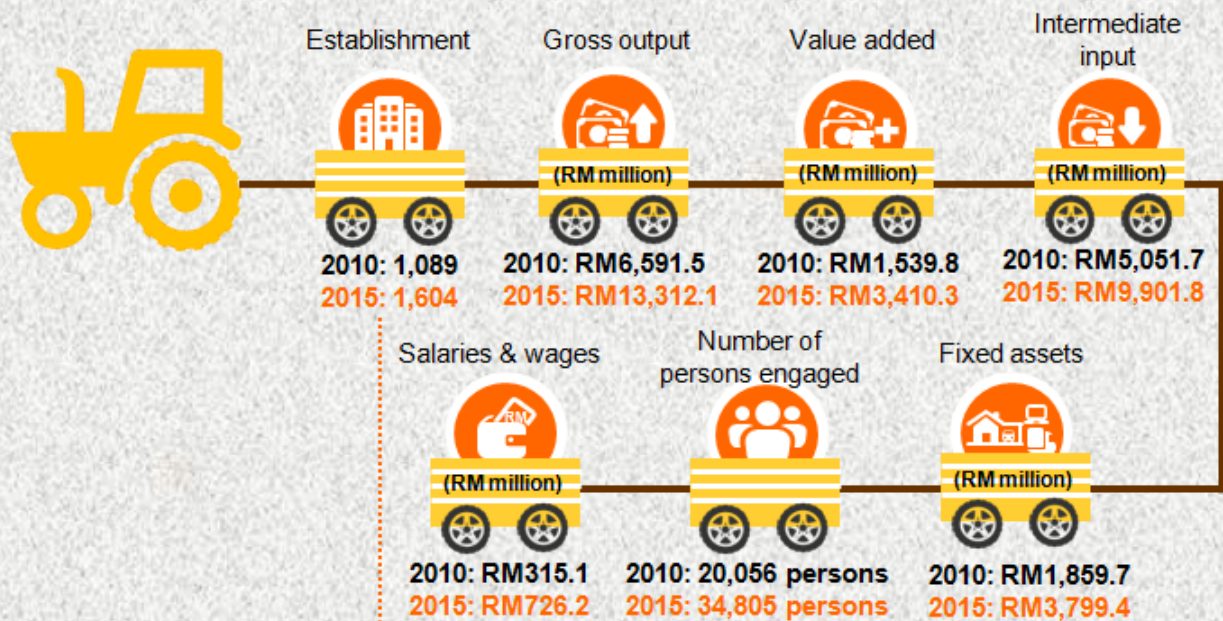 Establishment
Gross output
Value added
Intermediate
input
(RM million)
(RM million)
(RM million)
2010: 1,089
2015: 1,604
2010: RM6,591.5
2015: RM13,312.1
2010: RM1,539.8
2015: RM3,410.3
2010: RM5,051.7
2015: RM9,901.8
Salaries & wages
Number of
persons engaged
Fixed assets
RM
(RM million)
(RM million)
2010: RM315.1
2015: RM726.2
2010: 20,056 persons
2015: 34,805 persons
2010: RM1,859.7
2015: RM3,799.4